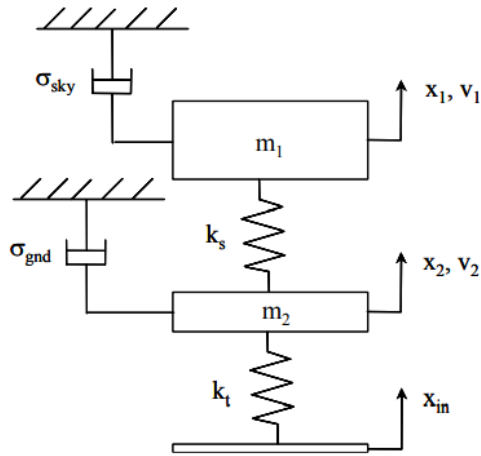 σsky
x₁, v₁
m₁
kₛ
σgnd
x₂, v₂
m₂
kₜ
xin